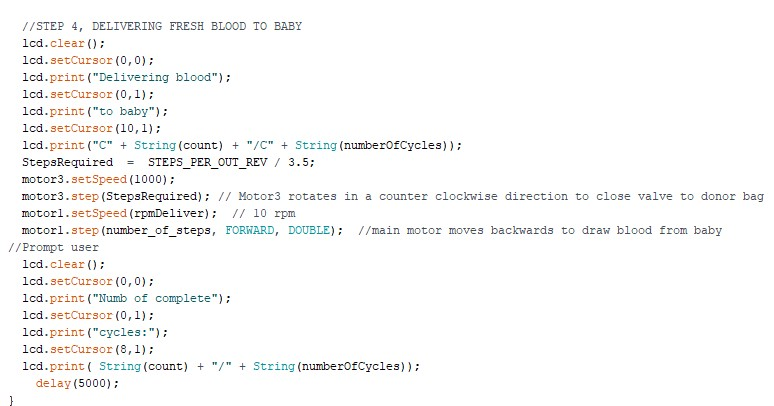 //STEP 4, DELIVERING FRESH BLOOD TO BABY
lcd.clear();
lcd.setCursor(0,0);
lcd.print("Delivering blood");
lcd.setCursor(0,1);
lcd.print("to baby");
lcd.setCursor(10,1);
lcd.print("C" + String(count) + "/C" + String(numberOfCycles));
StepsRequired  =  STEPS_PER_OUT_REV / 3.5;
motor3.setSpeed(1000);
motor3.step(StepsRequired); // Motor3 rotates in a counter clockwise direction to close valve to donor bag
motor1.setSpeed(rpmDeliver);  // 10 rpm
motor1.step(number_of_steps, FORWARD, DOUBLE);  //main motor moves backwards to draw blood from baby
//Prompt user
lcd.clear();
lcd.setCursor(0,0);
lcd.print("Numb of complete");
lcd.setCursor(0,1);
lcd.print("cycles:");
lcd.setCursor(8,1);
lcd.print( String(count) + "/" + String(numberOfCycles));
delay(5000);
}